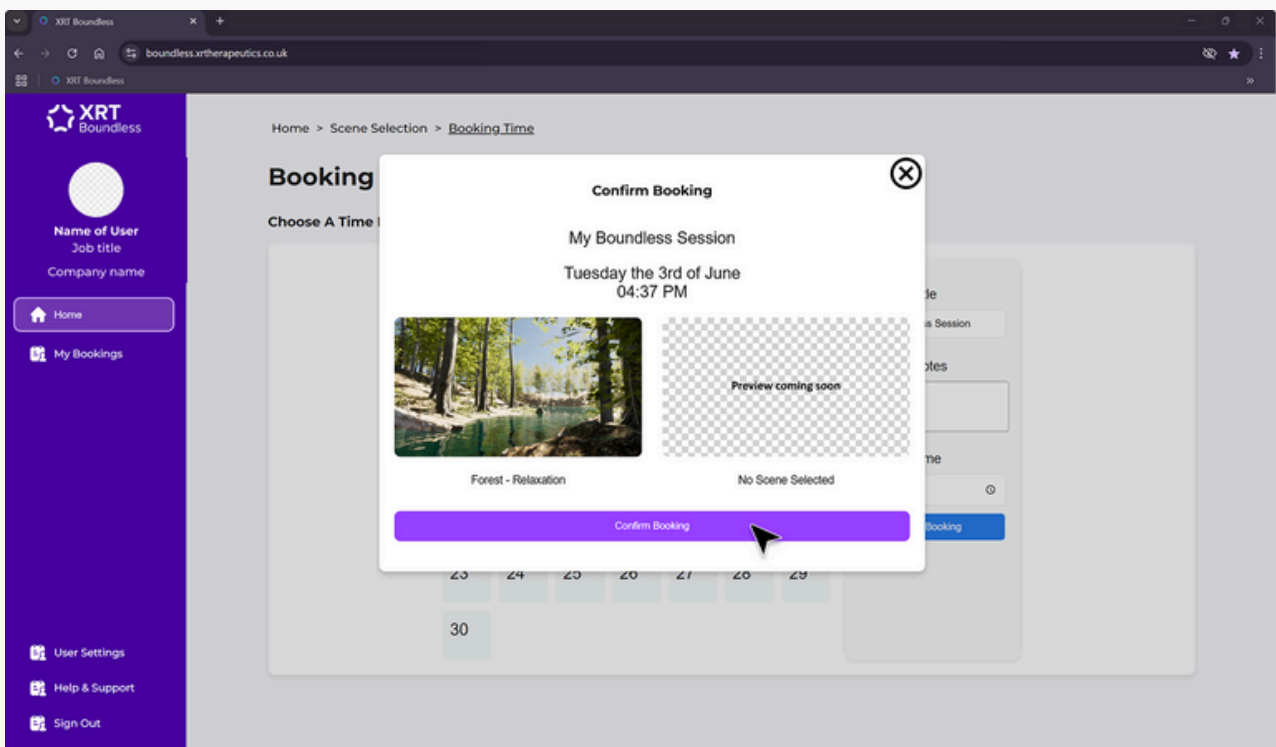 XRT Boundless
boundless.xrtherapeutics.co.uk
XRT Boundless
XRT
Boundless
Name of User
Job title
Company name
Home
My Bookings
User Settings
Help & Support
Sign Out
Home > Scene Selection > Booking Time
Booking
Choose A Time
Confirm Booking
My Boundless Session
Tuesday the 3rd of June
04:37 PM
Preview coming soon
Forest - Relaxation
No Scene Selected
Confirm Booking
Session
Booking
23 24 25 26 27 28 29
30